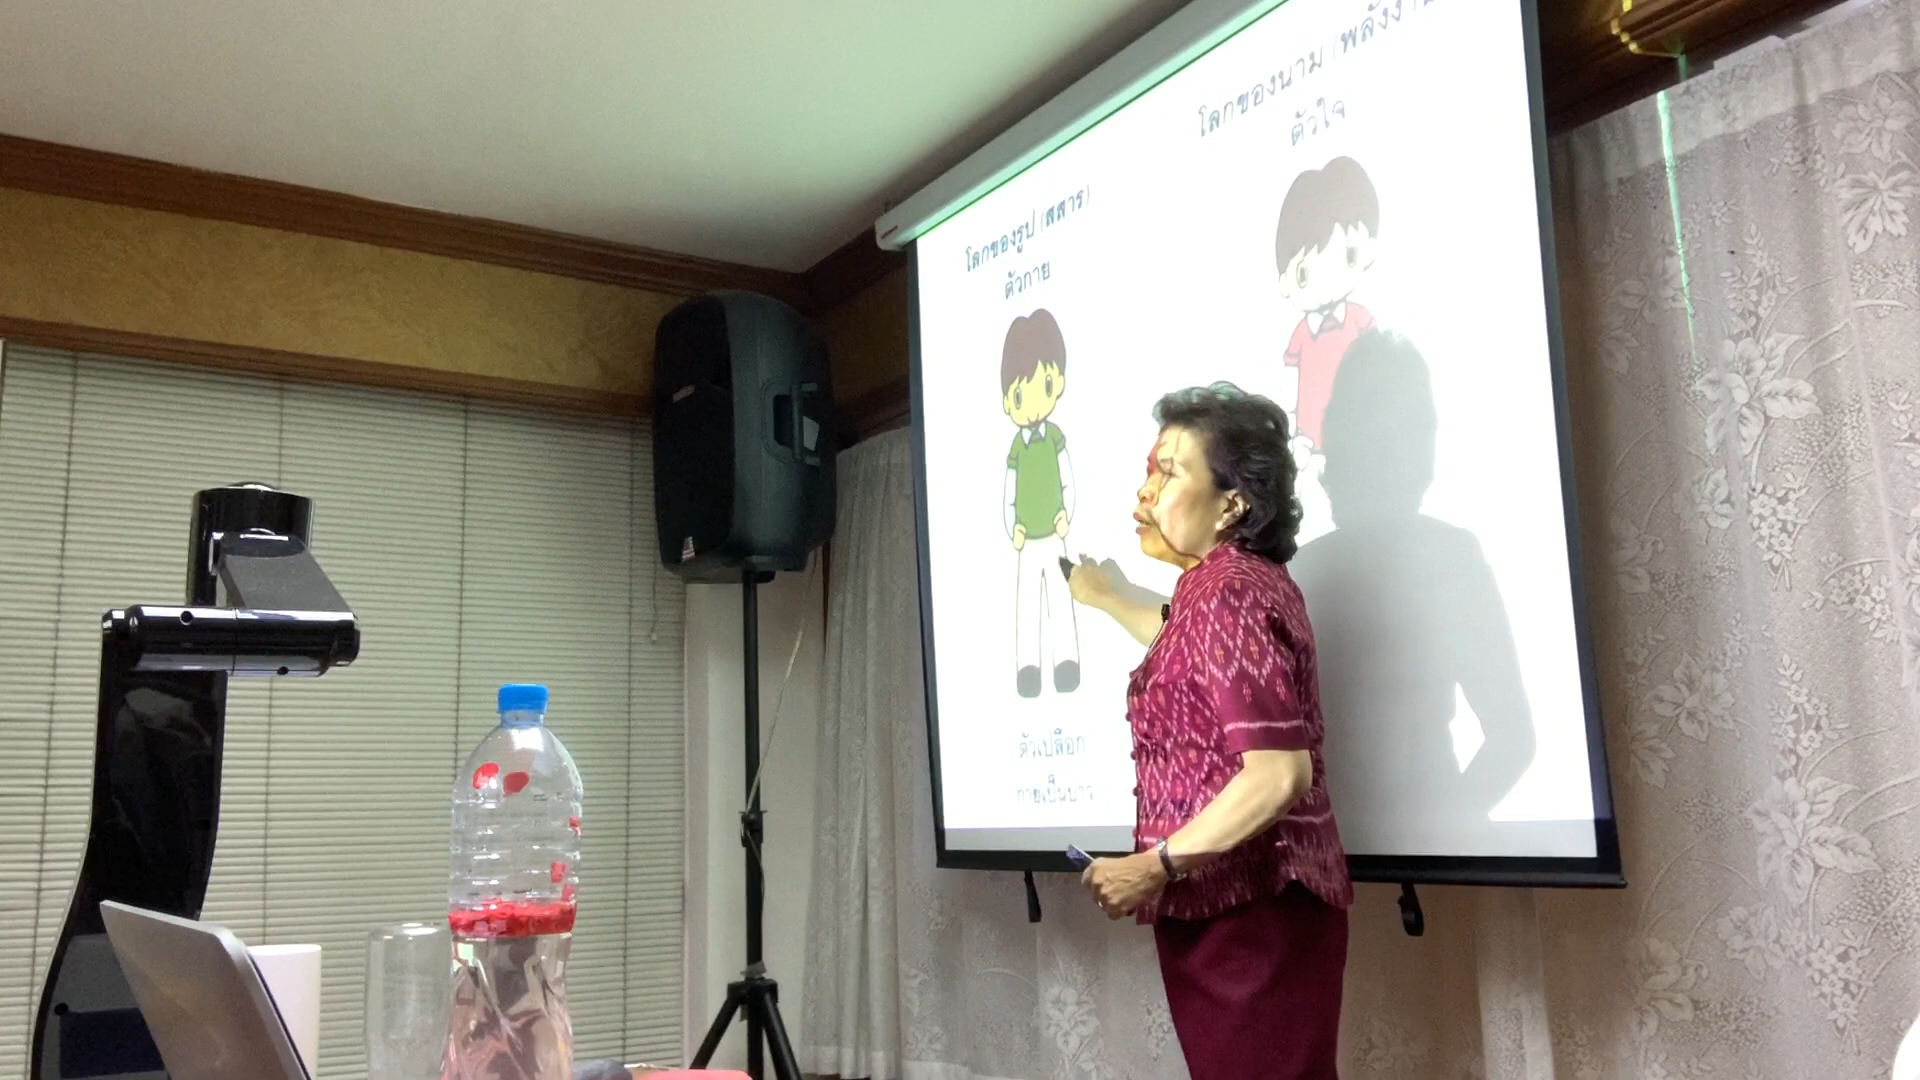 โลกของรูป (สสาร)
ตัวกาย
ตัวเปลือก
กายเป็นบ่าว
โลกของนาม (พลังงาน
ตัวใจ